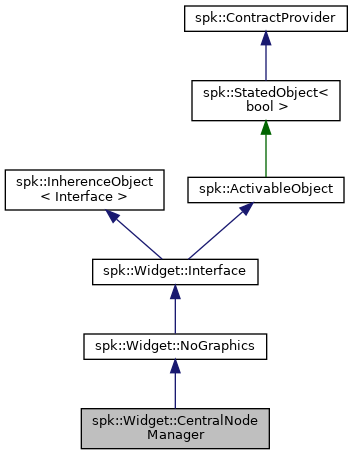 spk::ContractProvider
spk::StatedObject<
bool >
spk::InherenceObject
< Interface >
spk::ActivableObject
spk::Widget::Interface
spk::Widget::NoGraphics
spk::Widget::CentralNode
Manager